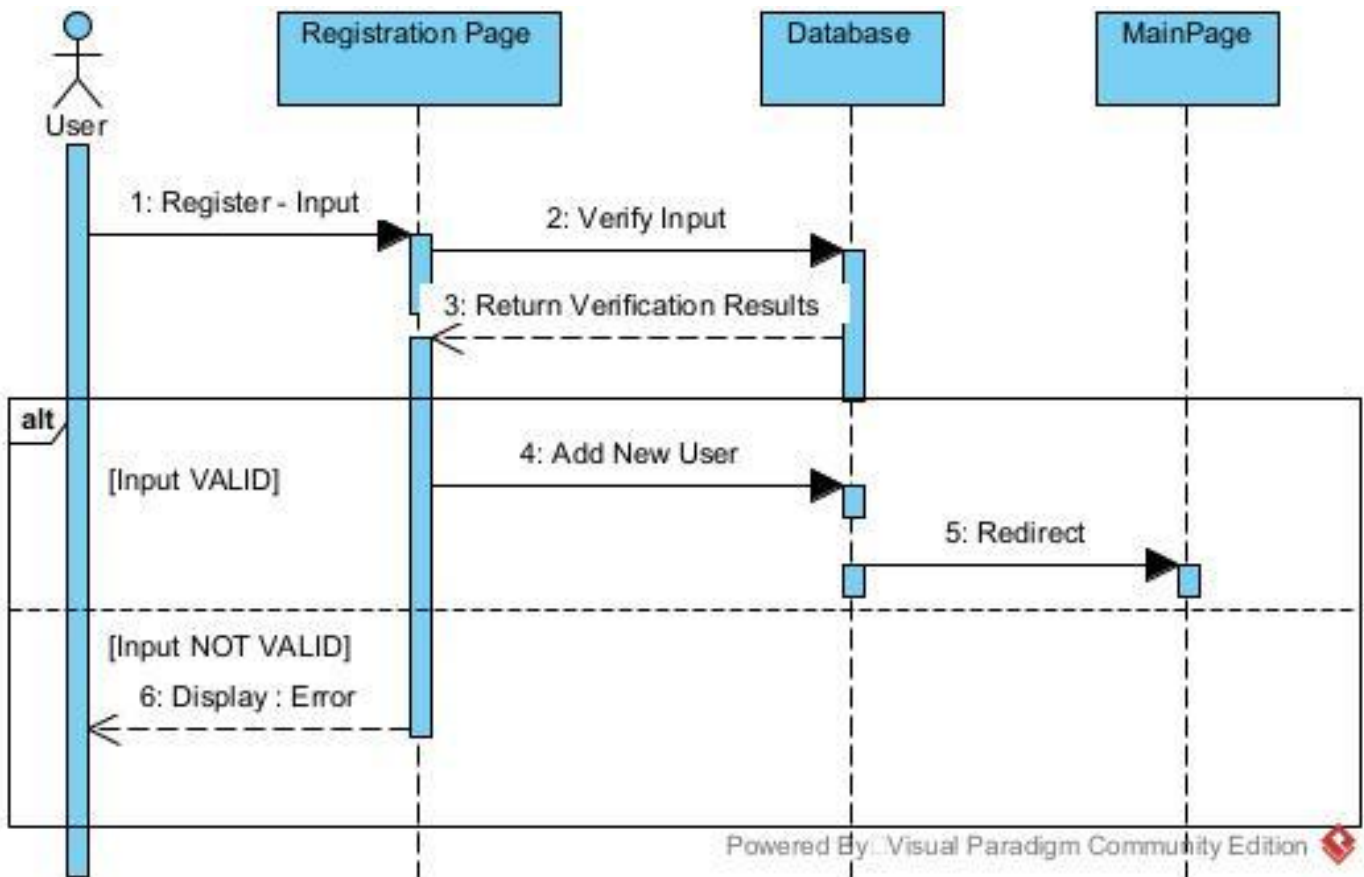 Registration Page
Database
MainPage
User
1: Register - Input
2: Verify Input
3: Return Verification Results
alt
4: Add New User
[Input VALID]
5: Redirect
[Input NOT VALID]
6: Display : Error
Powered By Visual Paradigm Community Edition